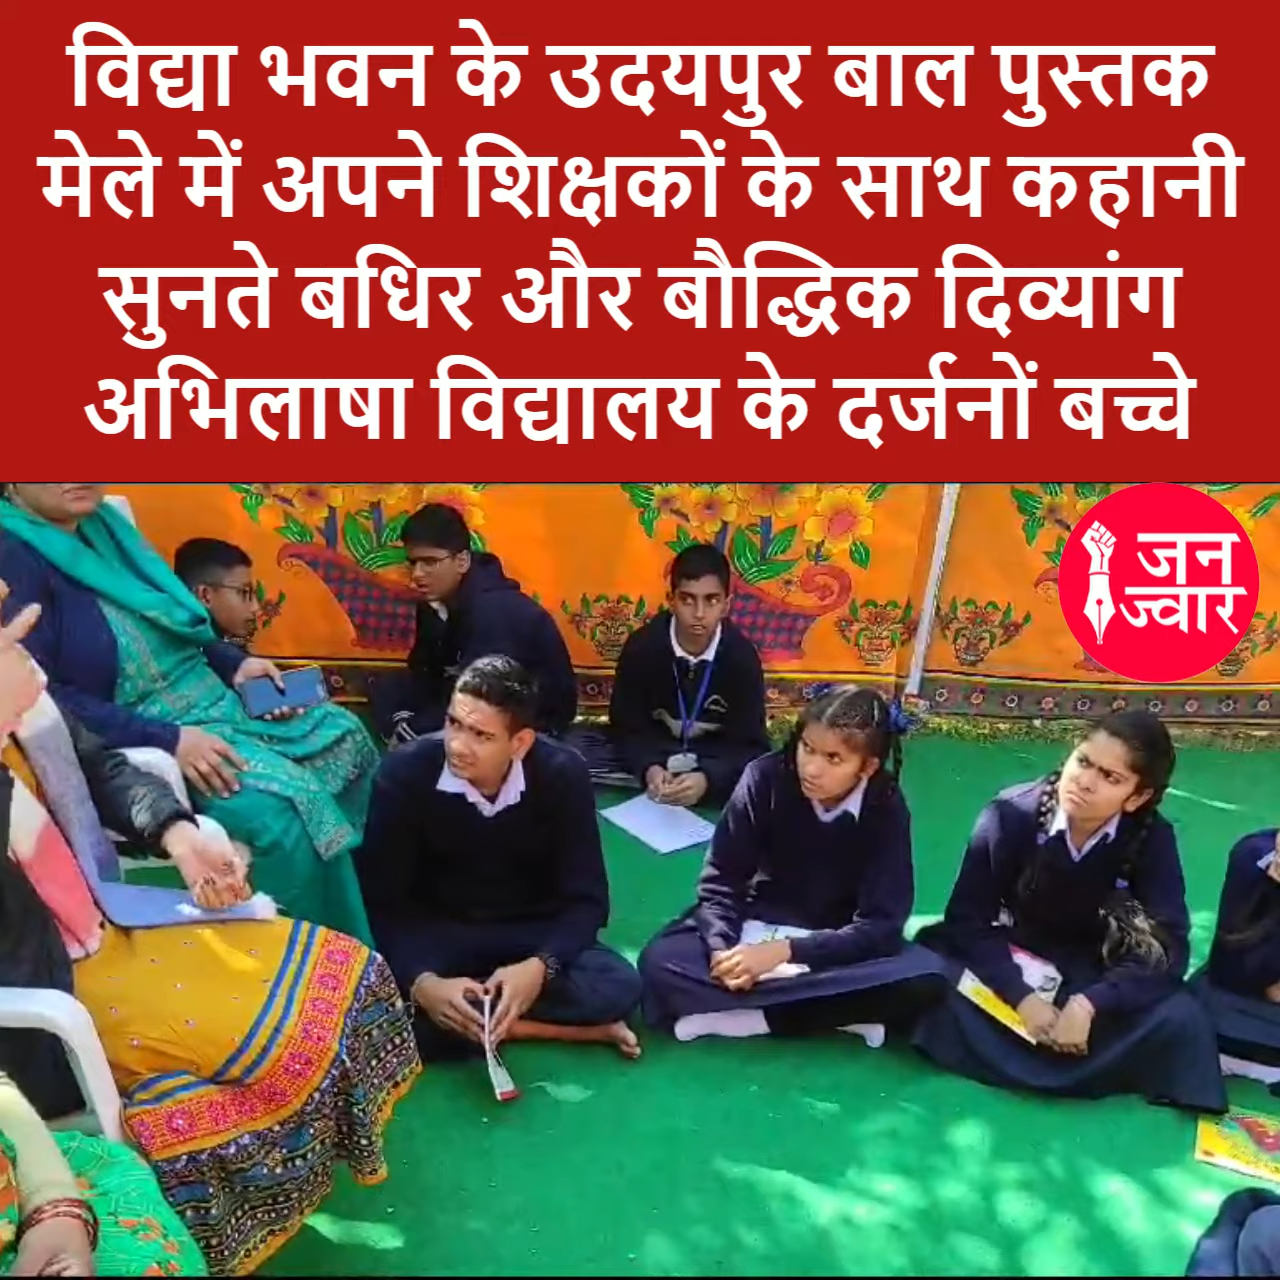 विद्या भवन के उदयपुर बाल पुस्तक
मेले में अपने शिक्षकों के साथ कहानी
सुनते बधिर और बौद्धिक दिव्यांग
अभिलाषा विद्यालय के दर्जनों बच्चे
जन
ज्वार